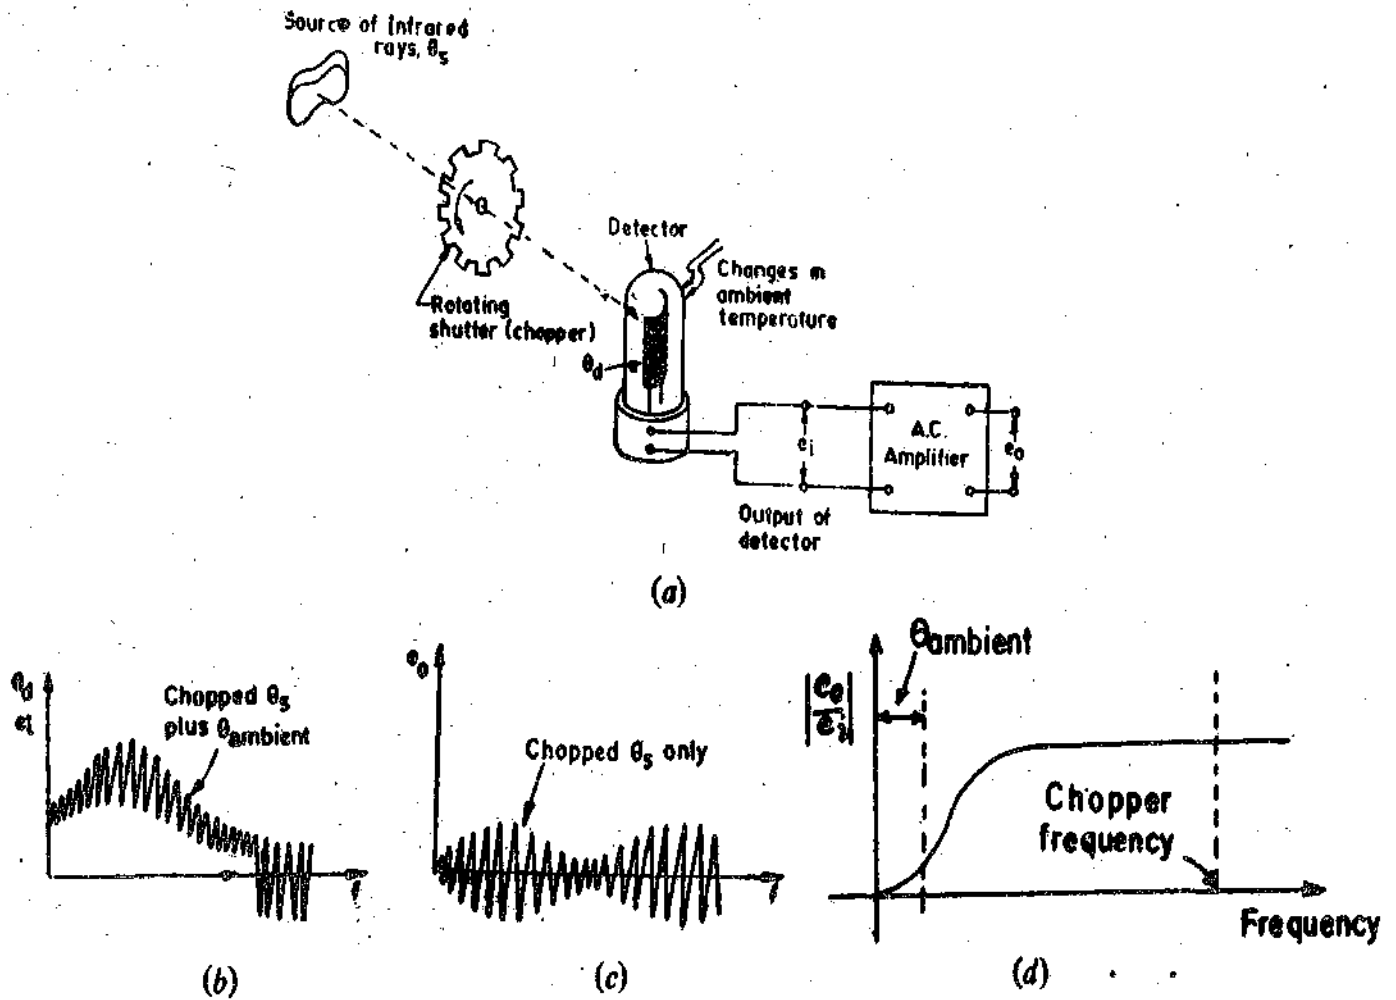 Source of infrared
rays, θs
Detector
Changes in
ambient
temperature
Rotating
shutter (chopper)
θd
ei
A.C.
Amplifier
eo
Output of
detector
(a)
θd
ei
Chopped θs
plus θambient
t
(b)
eo
Chopped θs only
t
(c)
|eo/ei|
θambient
Chopper
frequency
Frequency
(d)